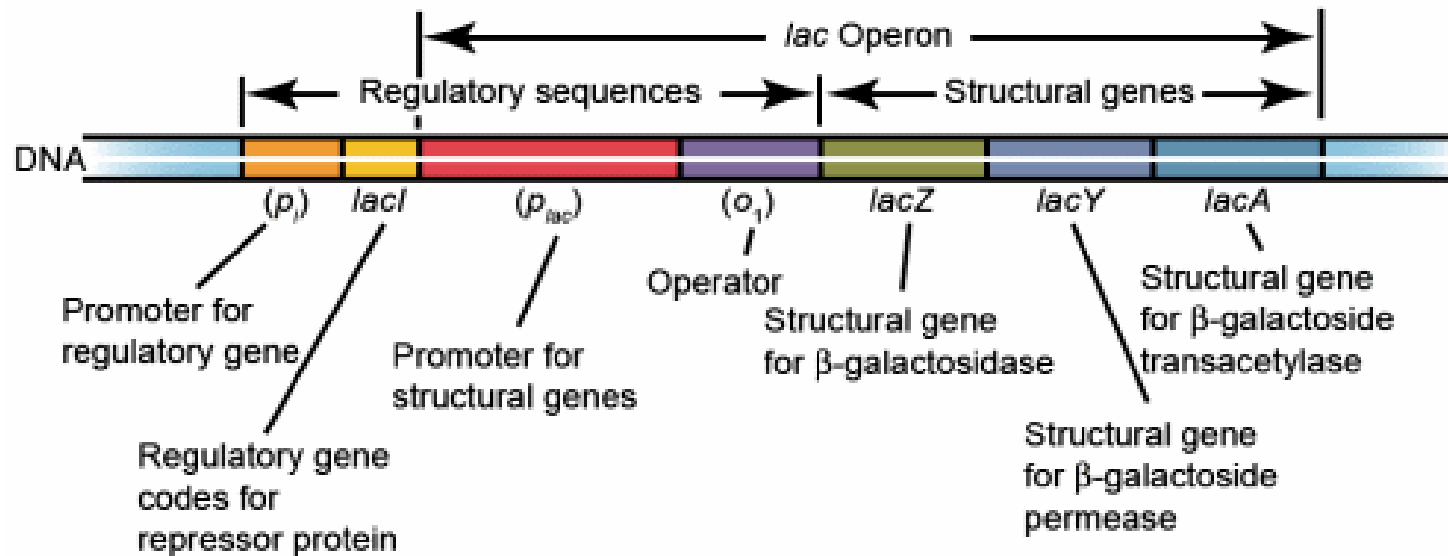 lac Operon
Regulatory sequences
Structural genes
DNA
(pI) lacI (plac) (o1) lacZ lacY lacA
Promoter for
regulatory gene
Regulatory gene
codes for
repressor protein
Promoter for
structural genes
Operator
Structural gene
for β-galactosidase
Structural gene
for β-galactoside
permease
Structural gene
for β-galactoside
transacetylase